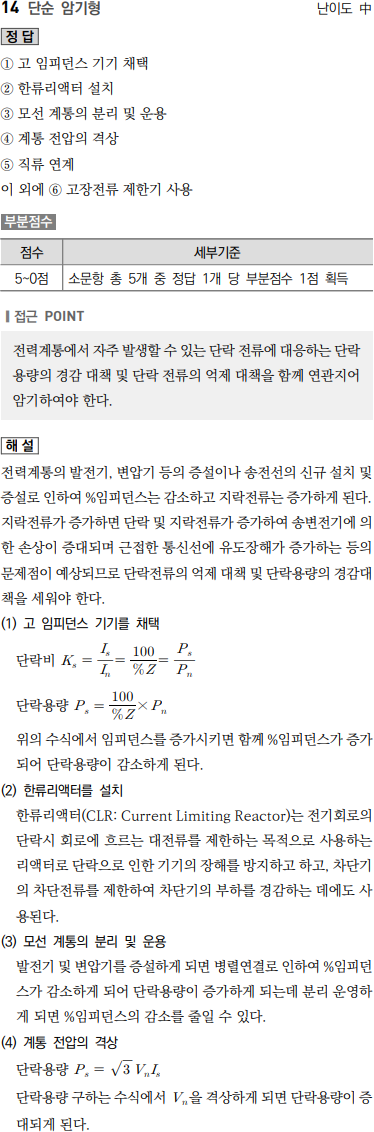 14 단순 암기형 난이도 中
정답
① 고 임피던스 기기 채택
② 한류리액터 설치
③ 모선 계통의 분리 및 운용
④ 계통 전압의 격상
⑤ 직류 연계
이 외에 ⑥ 고장전류 제한기 사용
부분점수
점수 세부기준
5~0점 소문항 총 5개 중 정답 1개 당 부분점수 1점 획득
접근 POINT
전력계통에서 자주 발생할 수 있는 단락 전류에 대응하는 단락
용량의 경감 대책 및 단락 전류의 억제 대책을 함께 연관지어
암기하여야 한다.
해설
전력계통의 발전기, 변압기 등의 증설이나 송전선의 신규 설치 및
증설로 인하여 %임피던스는 감소하고 지락전류는 증가하게 된다.
지락전류가 증가하면 단락 및 지락전류가 증가하여 송변전기에 의
한 손상이 증대되며 근접한 통신선에 유도장해가 증가하는 등의
문제점이 예상되므로 단락전류의 억제 대책 및 단락용량의 경감대
책을 세워야 한다.
(1) 고 임피던스 기기를 채택
단락비 K_s = I_s/I_n = 100/%Z = P_s/P_n
단락용량 P_s = 100/%Z × P_n
위의 수식에서 임피던스를 증가시키면 함께 %임피던스가 증가
되어 단락용량이 감소하게 된다.
(2) 한류리액터를 설치
한류리액터(CLR: Current Limiting Reactor)는 전기회로의
단락시 회로에 흐르는 대전류를 제한하는 목적으로 사용하는
리액터로 단락으로 인한 기기의 장해를 방지하고 하고, 차단기
의 차단전류를 제한하여 차단기의 부하를 경감하는 데에도 사
용된다.
(3) 모선 계통의 분리 및 운용
발전기 및 변압기를 증설하게 되면 병렬연결로 인하여 %임피던
스가 감소하게 되어 단락용량이 증가하게 되는데 분리 운영하
게 되면 %임피던스의 감소를 줄일 수 있다.
(4) 계통 전압의 격상
단락용량 P_s = √3 V_n I_s
단락용량 구하는 수식에서 V_n을 격상하게 되면 단락용량이 증
대되게 된다.